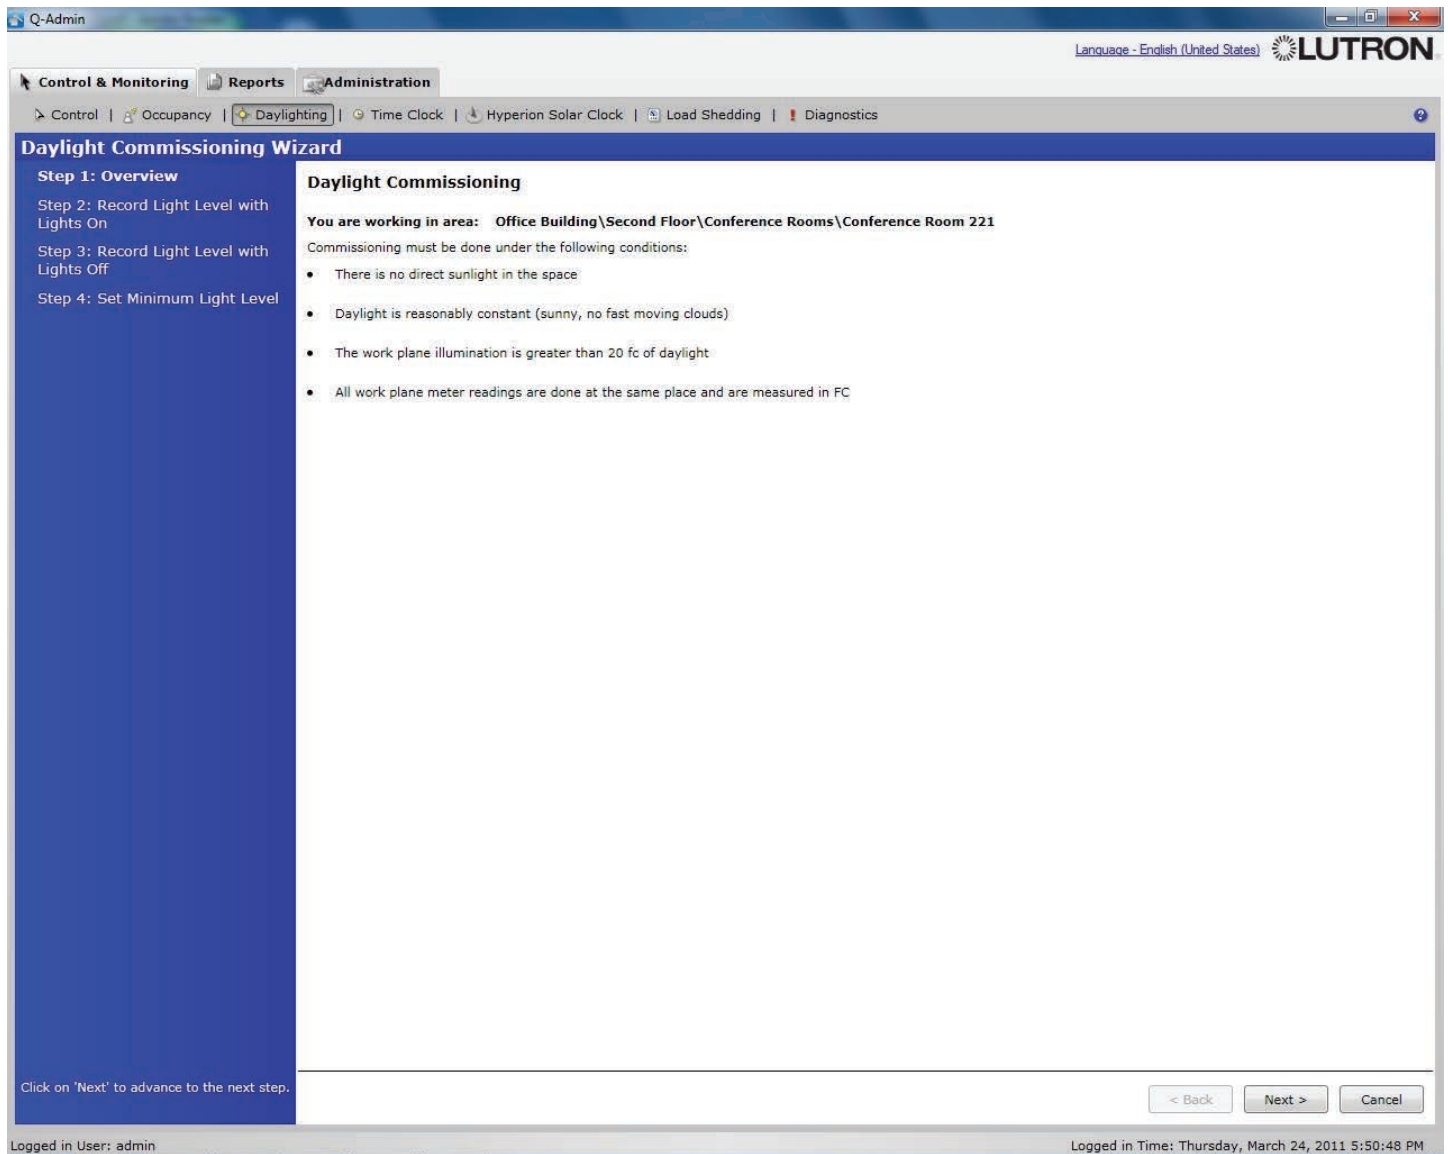 Q-Admin
Language - English (United States)
LUTRON
Control & Monitoring Reports Administration
Control | Occupancy | Daylighting | Time Clock | Hyperion Solar Clock | Load Shedding | Diagnostics
Daylight Commissioning Wizard
Step 1: Overview
Step 2: Record Light Level with
Lights On
Step 3: Record Light Level with
Lights Off
Step 4: Set Minimum Light Level
Click on 'Next' to advance to the next step.
Daylight Commissioning
You are working in area: Office Building\Second Floor\Conference Rooms\Conference Room 221
Commissioning must be done under the following conditions:
• There is no direct sunlight in the space
• Daylight is reasonably constant (sunny, no fast moving clouds)
• The work plane illumination is greater than 20 fc of daylight
• All work plane meter readings are done at the same place and are measured in FC
< Back Next > Cancel
Logged in User: admin
Logged in Time: Thursday, March 24, 2011 5:50:48 PM